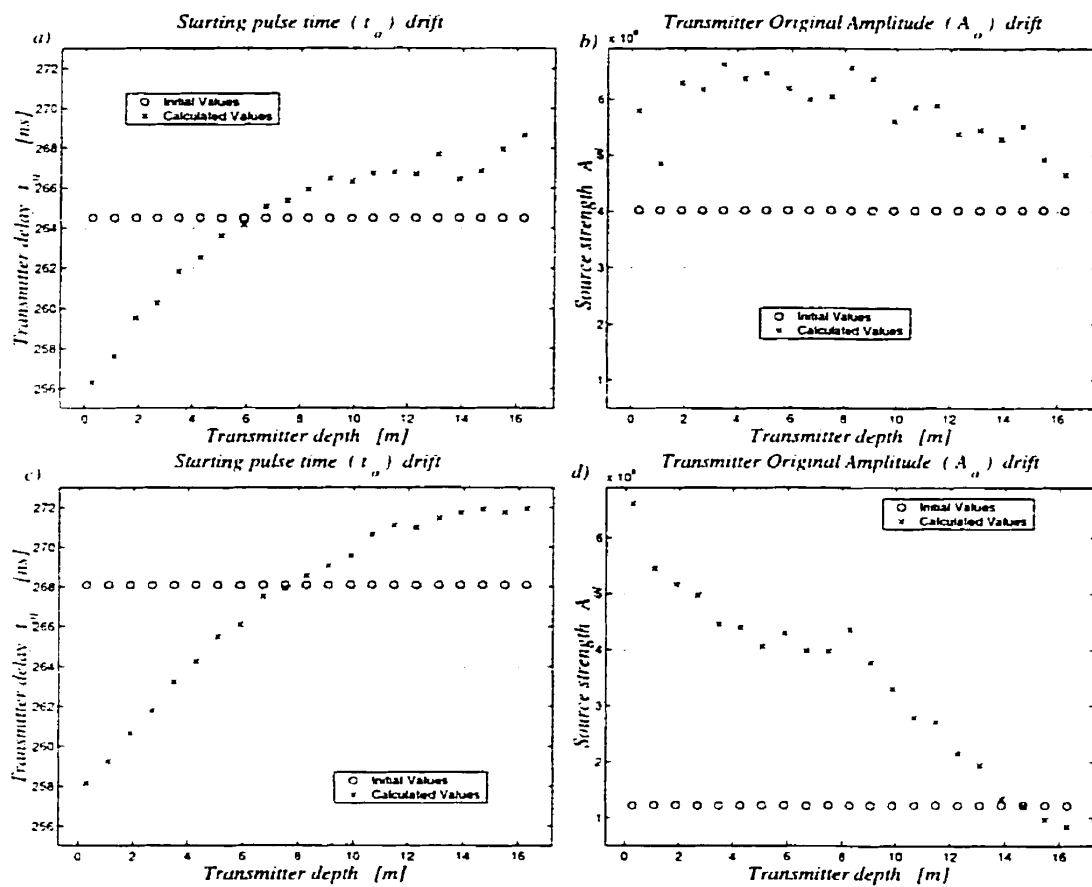 Starting pulse time ( t_o ) drift
a)
Transmitter delay t_o [ns]
272
270
268
266
264
262
260
258
256
o Initial Values
x Calculated Values
0 2 4 6 8 10 12 14 16
Transmitter depth [m]
Transmitter Original Amplitude ( A_o ) drift
b)
Source strength A_o
6
5
4
3
2
1
o Initial Values
x Calculated Values
0 2 4 6 8 10 12 14 16
Transmitter depth [m]
Starting pulse time ( t_o ) drift
c)
Transmitter delay t_o [ns]
272
270
268
266
264
262
260
258
256
o Initial Values
x Calculated Values
0 2 4 6 8 10 12 14 16
Transmitter depth [m]
Transmitter Original Amplitude ( A_o ) drift
d)
Source strength A_o
6
5
4
3
2
1
o Initial Values
x Calculated Values
0 2 4 6 8 10 12 14 16
Transmitter depth [m]